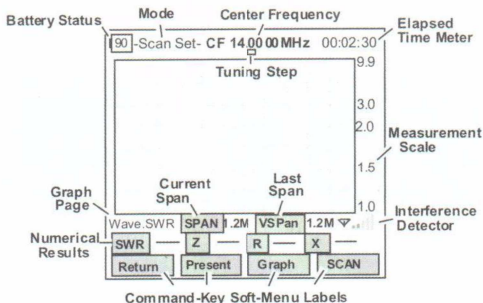 Mode Center Frequency
Battery Status Elapsed
Time Meter
90 -Scan Set- CF 14.00 00 MHz 00:02:30
9.9
Tuning Step
3.0
2.0
Measurement
Scale
1.5
Graph
Page
Current
Span
Last
Span
1.0
Interference
Detector
Wave.SWR SPAN 1.2M VSPan 1.2M
Numerical
Results
SWR — Z — R — X —
Return Present Graph SCAN
Command-Key Soft-Menu Labels